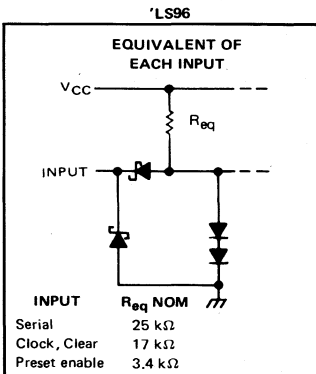 'LS96
EQUIVALENT OF
EACH INPUT
VCC
Req
INPUT
INPUT Req NOM
Serial 25 kΩ
Clock, Clear 17 kΩ
Preset enable 3.4 kΩ